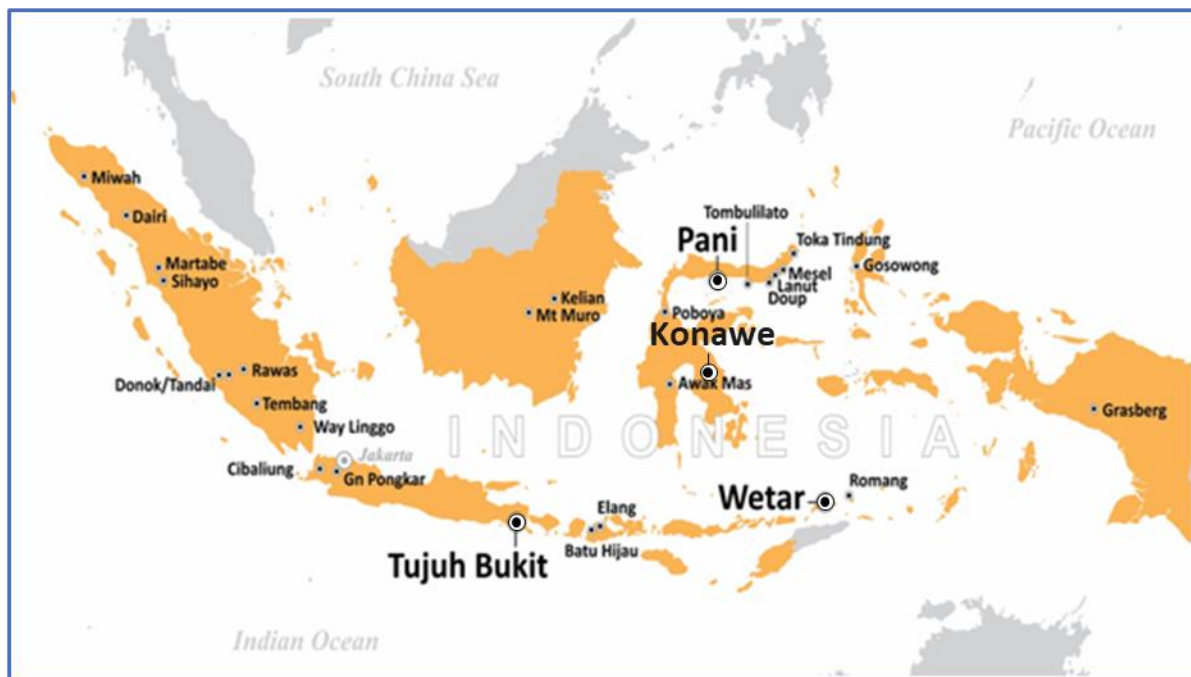 South China Sea
Pacific Ocean
Miwah
Dairi
Martabe
Sihayo
Tombulilato
Pani
Toka Tindung
Mesel
Gosowong
Lanut
Doup
Kelian
Mt Muro
Poboya
Konawe
Donok/Tandai
Rawas
Awak Mas
Tembang
Grasberg
Way Linggo
INDONESIA
Jakarta
Cibaliung
Gn Pongkar
Wetar
Romang
Elang
Batu Hijau
Tujuh Bukit
Indian Ocean